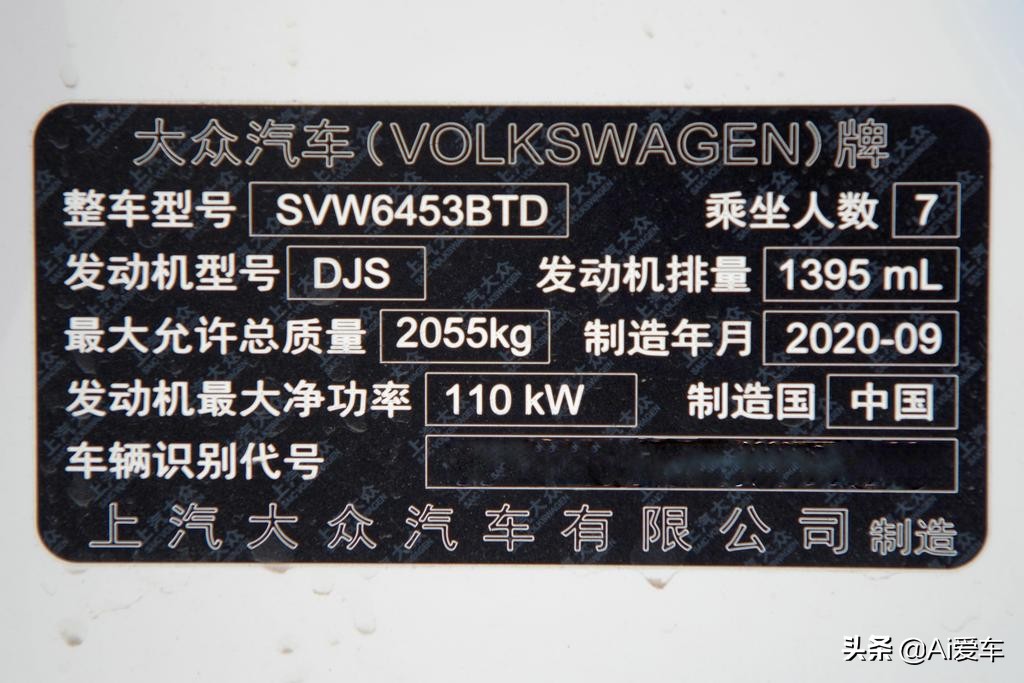 大众汽车(VOLKSWAGEN)牌
整车型号 SVW6453BTD 乘坐人数 7
发动机型号 DJS 发动机排量 1395 mL
最大允许总质量 2055kg 制造年月 2020-09
发动机最大净功率 110 kW 制造国 中国
车辆识别代号
上汽大众汽车有限公司 制造
头条 @Ai爱车